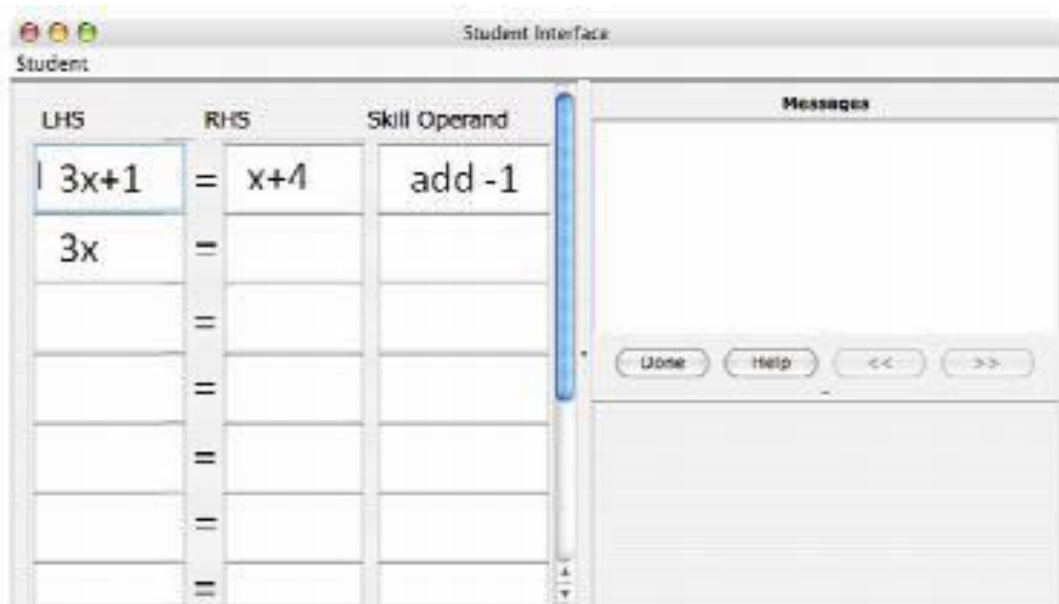 Student Interface
Student
LHS RHS Skill Operand
3x+1 = x+4 add -1
3x =
=
=
=
=
=
Messages
Done Help << >>